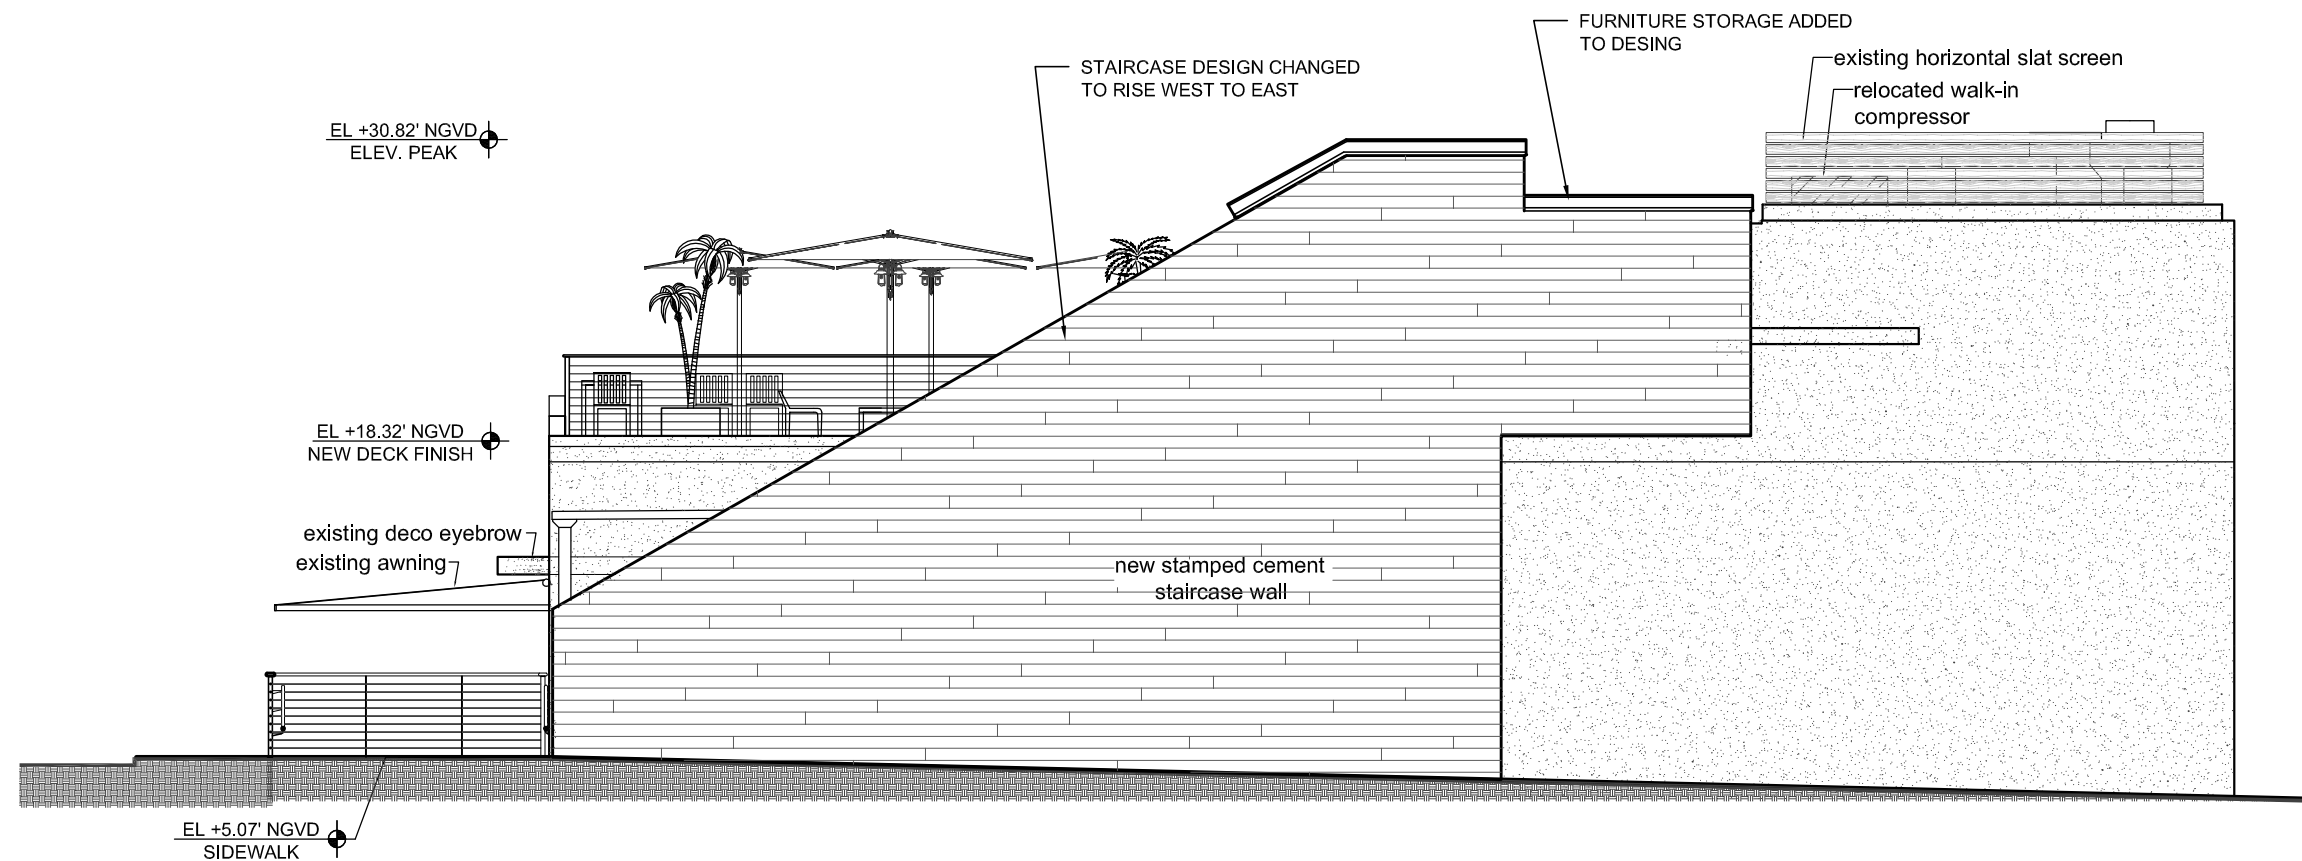 FURNITURE STORAGE ADDED
TO DESING
existing horizontal slat screen
STAIRCASE DESIGN CHANGED
TO RISE WEST TO EAST
relocated walk-in
compressor
EL +30.82' NGVD
ELEV. PEAK
EL +18.32' NGVD
NEW DECK FINISH
existing deco eyebrow
existing awning
new stamped cement
staircase wall
EL +5.07' NGVD
SIDEWALK